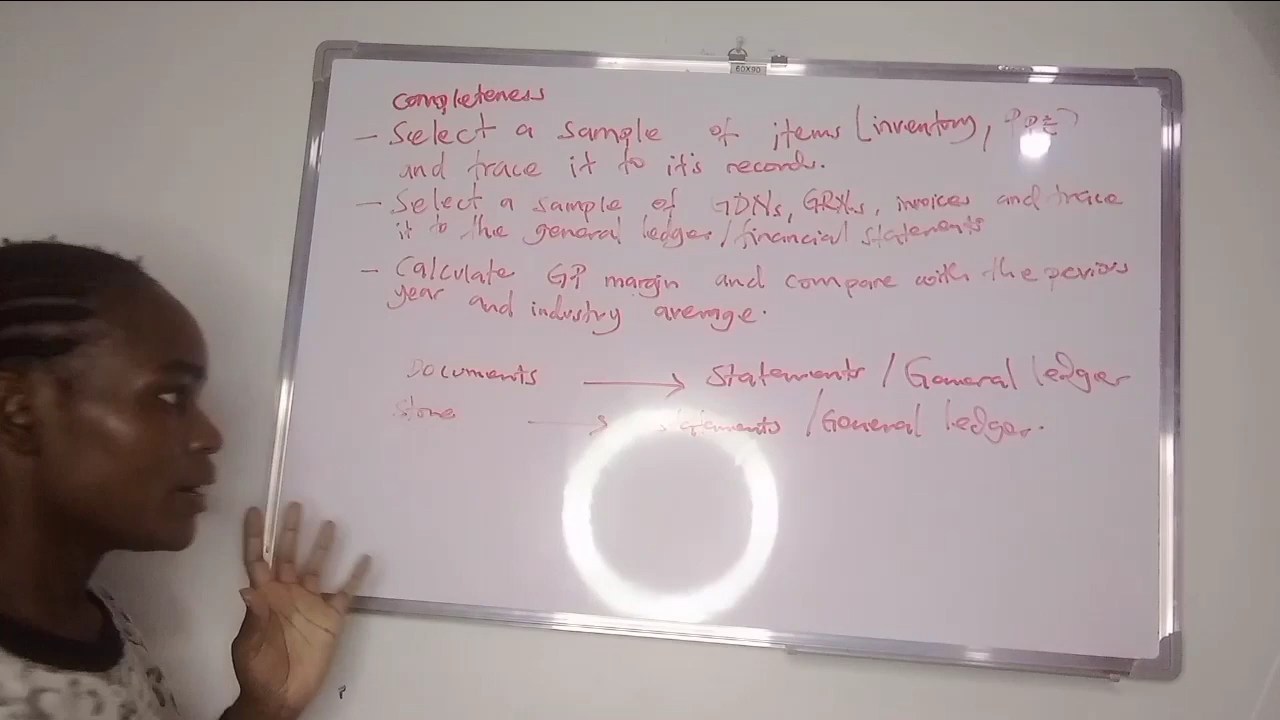 60X90
Completeness
- Select a sample of items (inventory, PPE)
and trace it to it's records.
- Select a sample of GDNs, GRNs, invoices and trace
it to the general ledger/financial statements
- Calculate GP margin and compare with the
year and industry average.
Documents → Statements / General ledger
Store → Statements / General ledger.